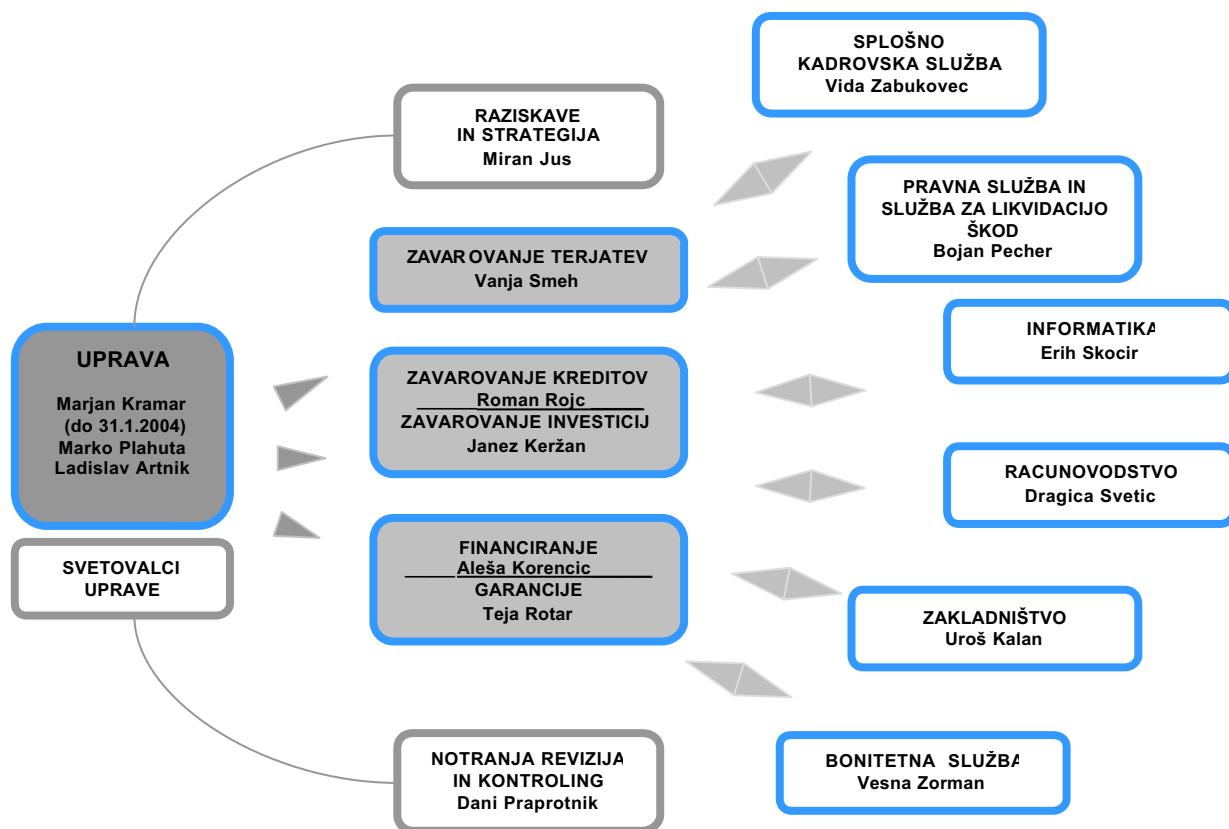 SPLOŠNO
KADROVSKA SLUŽBA
Vida Zabukovec
RAZISKAVE
IN STRATEGIJA
Miran Jus
PRAVNA SLUŽBA IN
SLUŽBA ZA LIKVIDACIJO
ŠKOD
Bojan Pecher
ZAVAROVANJE TERJATEV
Vanja Smeh
INFORMATIKA
Erih Skocir
UPRAVA
Marjan Kramar
(do 31.1.2004)
Marko Plahuta
Ladislav Artnik
ZAVAROVANJE KREDITOV
Roman Rojc
ZAVAROVANJE INVESTICIJ
Janez Keržan
RACUNOVODSTVO
Dragica Svetic
SVETOVALCI
UPRAVE
FINANCIRANJE
Aleša Korencic
GARANCIJE
Teja Rotar
ZAKLADNIŠTVO
Uroš Kalan
NOTRANJA REVIZIJA
IN KONTROLING
Dani Praprotnik
BONITETNA SLUŽBA
Vesna Zorman